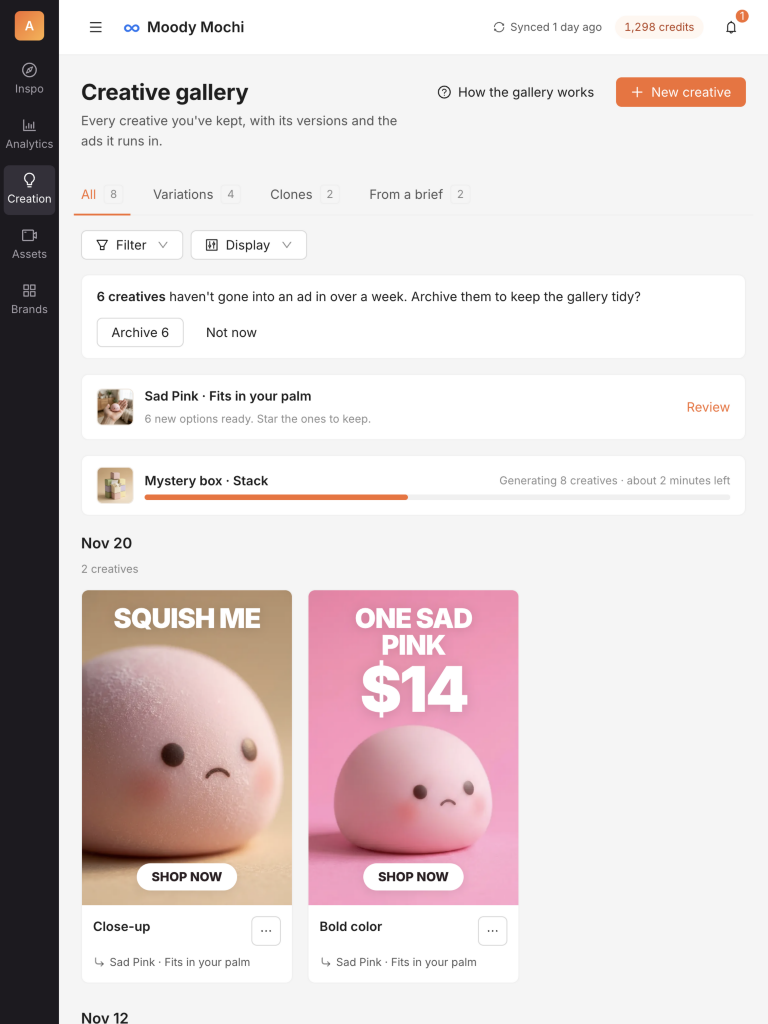 A
Moody Mochi
Synced 1 day ago
1,298 credits
1
Inspo
Analytics
Creation
Assets
Brands
Creative gallery
How the gallery works
New creative
Every creative you've kept, with its versions and the
ads it runs in.
All 8
Variations 4
Clones 2
From a brief 2
Filter
Display
6 creatives haven't gone into an ad in over a week. Archive them to keep the gallery tidy?
Archive 6
Not now
Sad Pink · Fits in your palm
6 new options ready. Star the ones to keep.
Review
Mystery box · Stack
Generating 8 creatives · about 2 minutes left
Nov 20
2 creatives
SQUISH ME
SHOP NOW
Close-up
...
Sad Pink · Fits in your palm
ONE SAD
PINK
$14
SHOP NOW
Bold color
...
Sad Pink · Fits in your palm
Nov 12